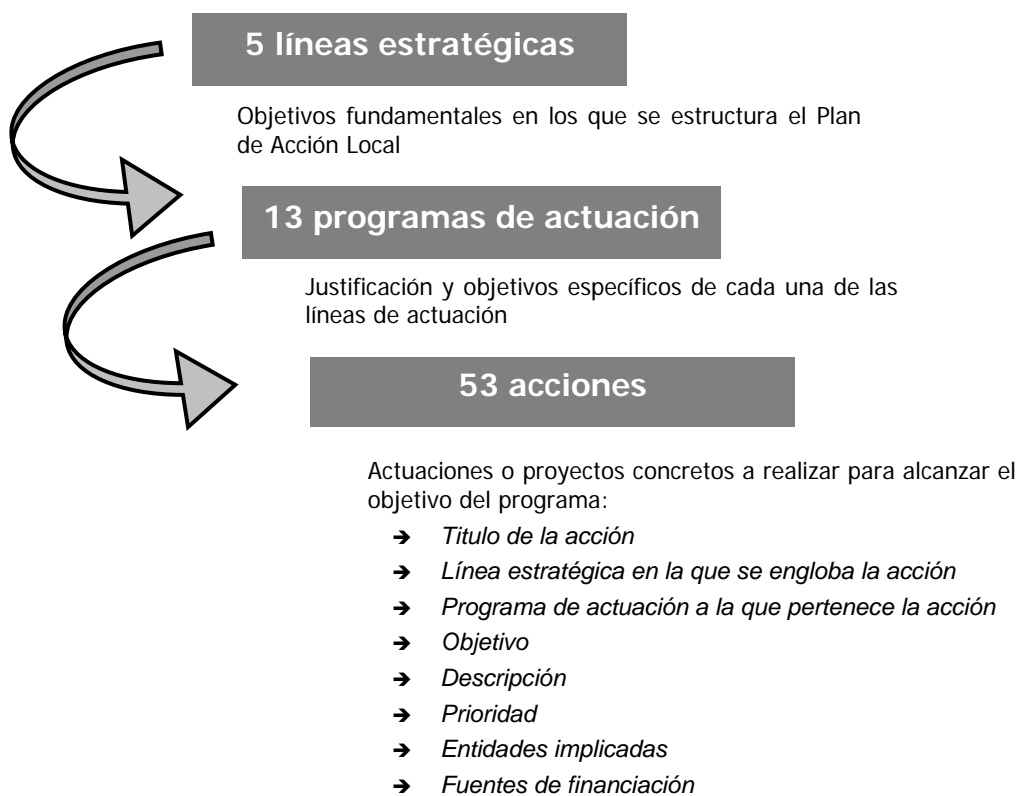 5 líneas estratégicas
Objetivos fundamentales en los que se estructura el Plan
de Acción Local
13 programas de actuación
Justificación y objetivos específicos de cada una de las
líneas de actuación
53 acciones
Actuaciones o proyectos concretos a realizar para alcanzar el
objetivo del programa:
➔ Titulo de la acción
➔ Línea estratégica en la que se engloba la acción
➔ Programa de actuación a la que pertenece la acción
➔ Objetivo
➔ Descripción
➔ Prioridad
➔ Entidades implicadas
➔ Fuentes de financiación